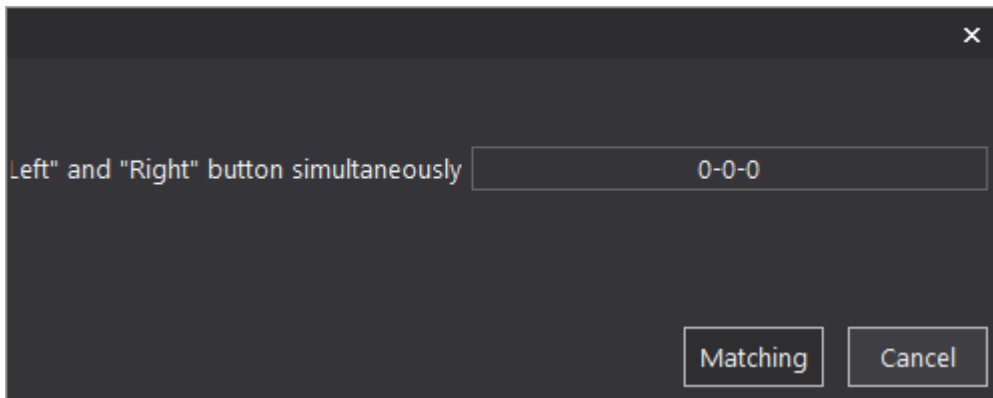 Left" and "Right" button simultaneously 0-0-0
Matching Cancel